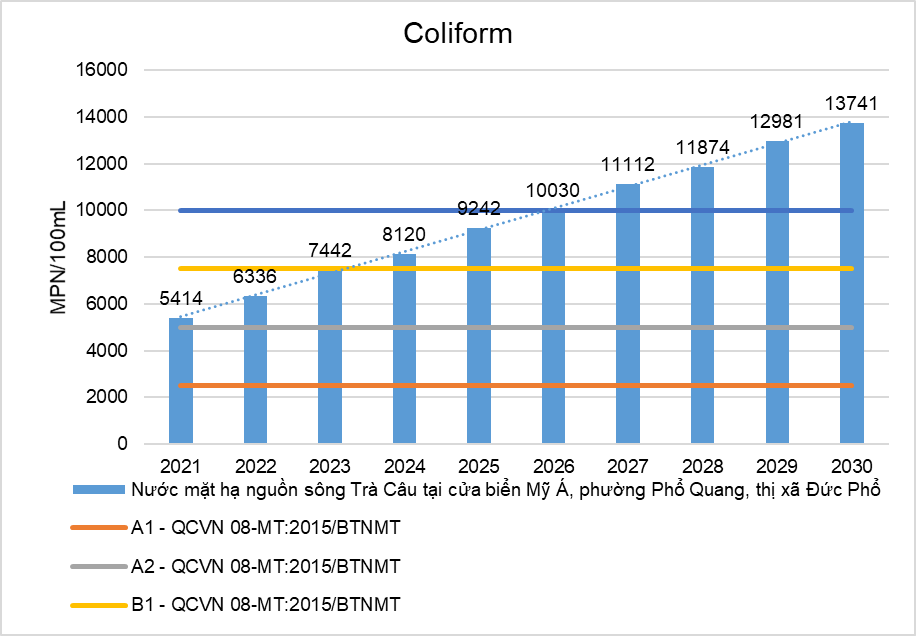 Coliform
MPN/100mL
16000
14000
12000
10000
8000
6000
4000
2000
0
5414
6336
7442
8120
9242
10030
11112
11874
12981
13741
2021 2022 2023 2024 2025 2026 2027 2028 2029 2030
Nước mặt hạ nguồn sông Trà Câu tại cửa biển Mỹ Á, phường Phổ Quang, thị xã Đức Phổ
A1 - QCVN 08-MT:2015/BTNMT
A2 - QCVN 08-MT:2015/BTNMT
B1 - QCVN 08-MT:2015/BTNMT